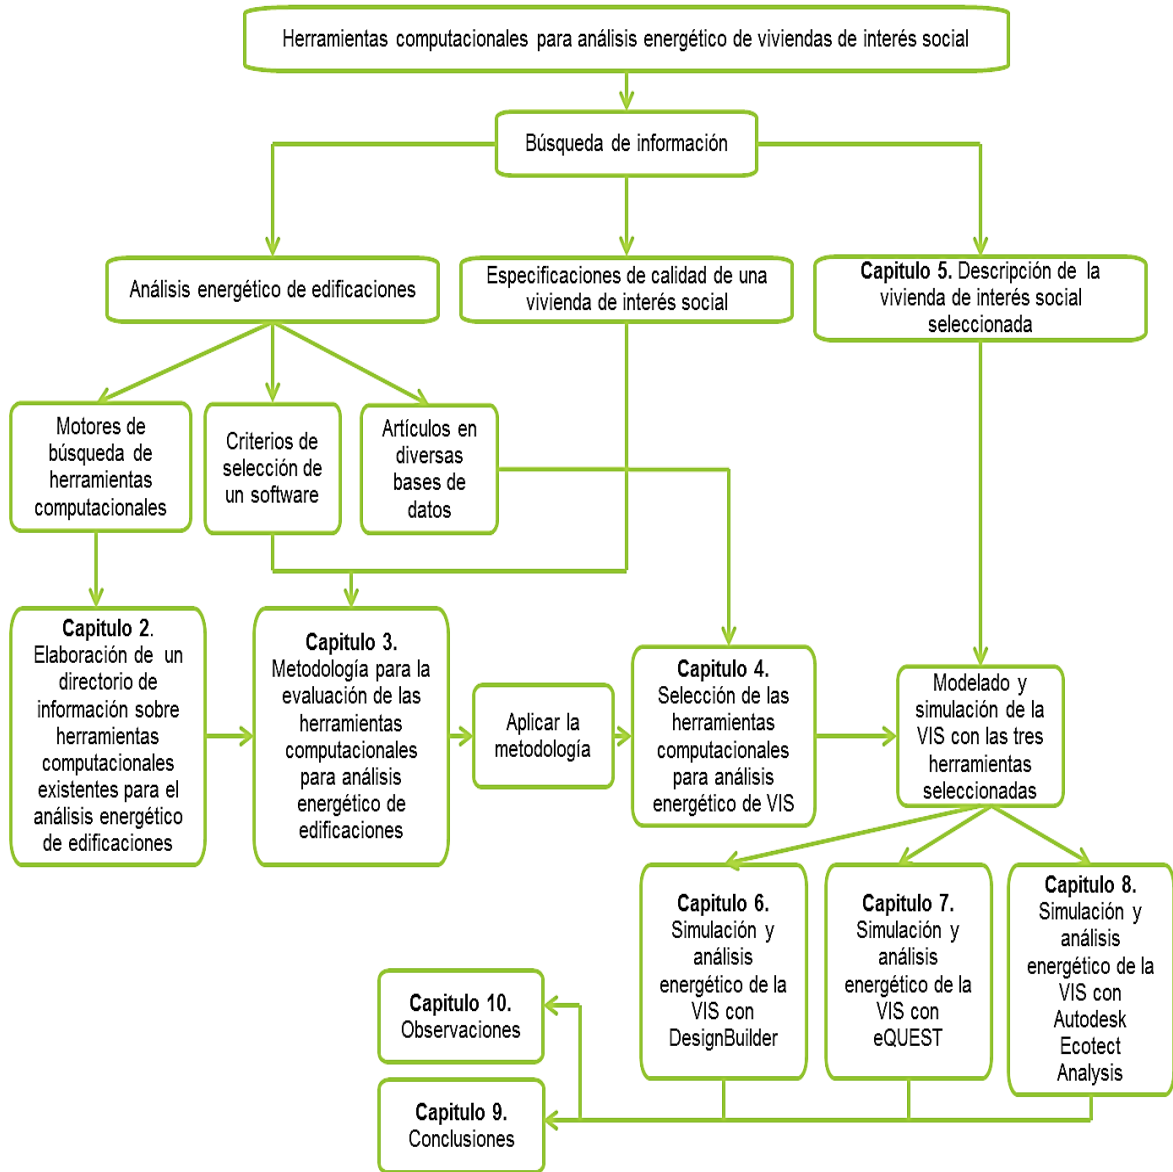 Herramientas computacionales para análisis energético de viviendas de interés social
Búsqueda de información
Análisis energético de edificaciones
Especificaciones de calidad de una
vivienda de interés social
Capitulo 5. Descripción de la
vivienda de interés social
seleccionada
Motores de
búsqueda de
herramientas
computacionales
Criterios de
selección de
un software
Artículos en
diversas
bases de
datos
Capitulo 2.
Elaboración de un
directorio de
información sobre
herramientas
computacionales
existentes para el
análisis energético
de edificaciones
Capitulo 3.
Metodología para la
evaluación de las
herramientas
computacionales
para análisis
energético de
edificaciones
Aplicar la
metodología
Capitulo 4.
Selección de las
herramientas
computacionales
para análisis
energético de VIS
Modelado y
simulación de la
VIS con las tres
herramientas
seleccionadas
Capitulo 6.
Simulación y
análisis
energético de la
VIS con
DesignBuilder
Capitulo 7.
Simulación y
análisis
energético de la
VIS con
eQUEST
Capitulo 8.
Simulación y
análisis
energético de la
VIS con
Autodesk
Ecotect
Analysis
Capitulo 10.
Observaciones
Capitulo 9.
Conclusiones